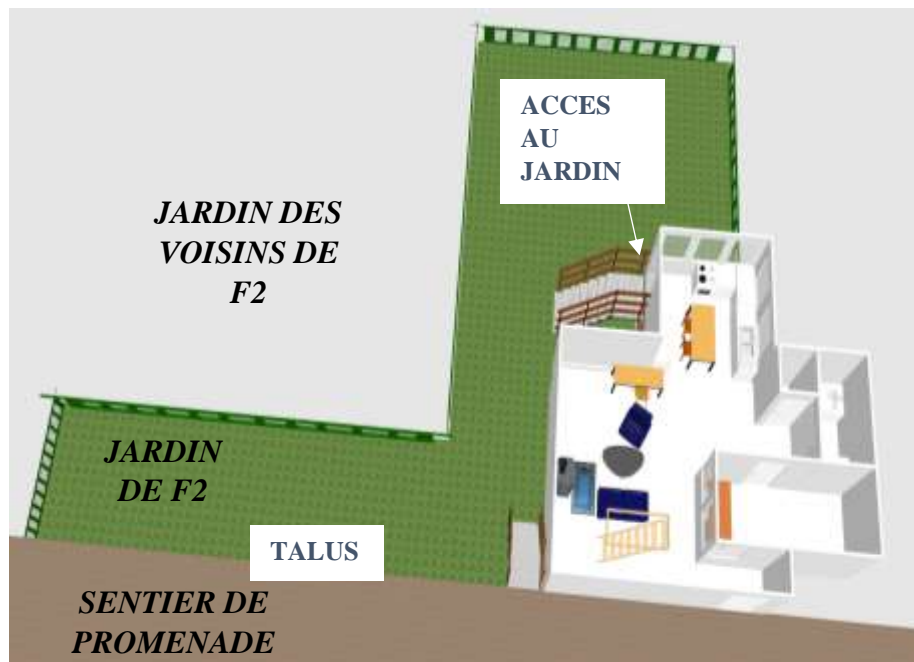 ACCES
AU
JARDIN
JARDIN DES
VOISINS DE
F2
JARDIN
DE F2
TALUS
SENTIER DE
PROMENADE